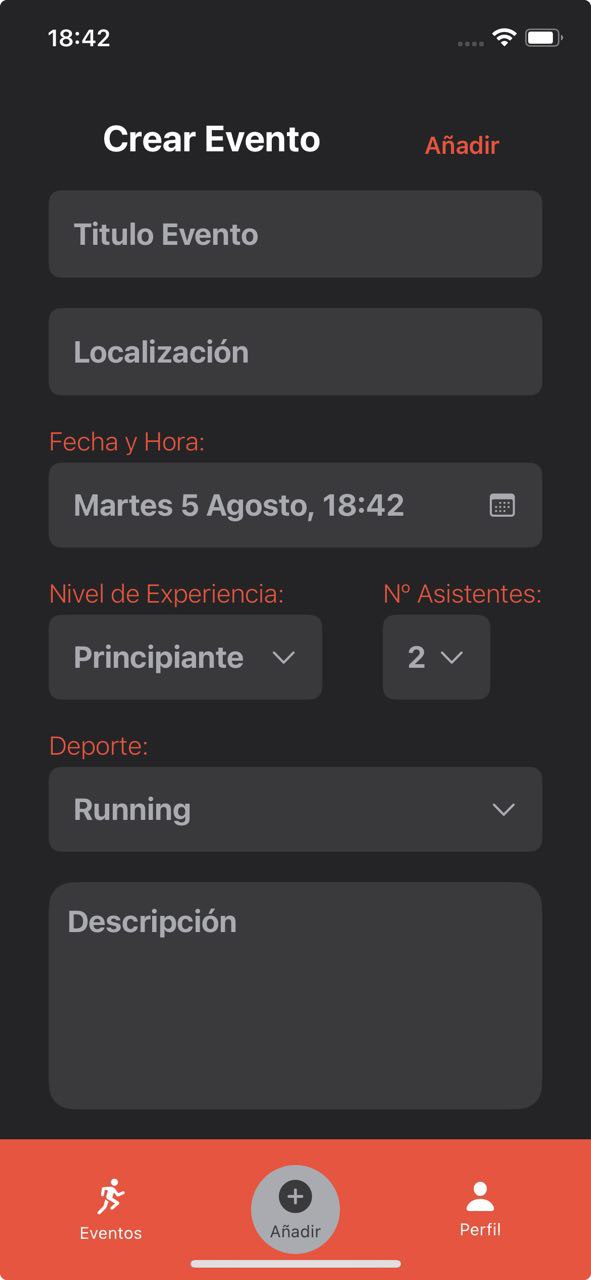 18:42
Crear Evento
Añadir
Titulo Evento
Localización
Fecha y Hora:
Martes 5 Agosto, 18:42
Nivel de Experiencia:
Nº Asistentes:
Principiante
2
Deporte:
Running
Descripción
Eventos
Añadir
Perfil